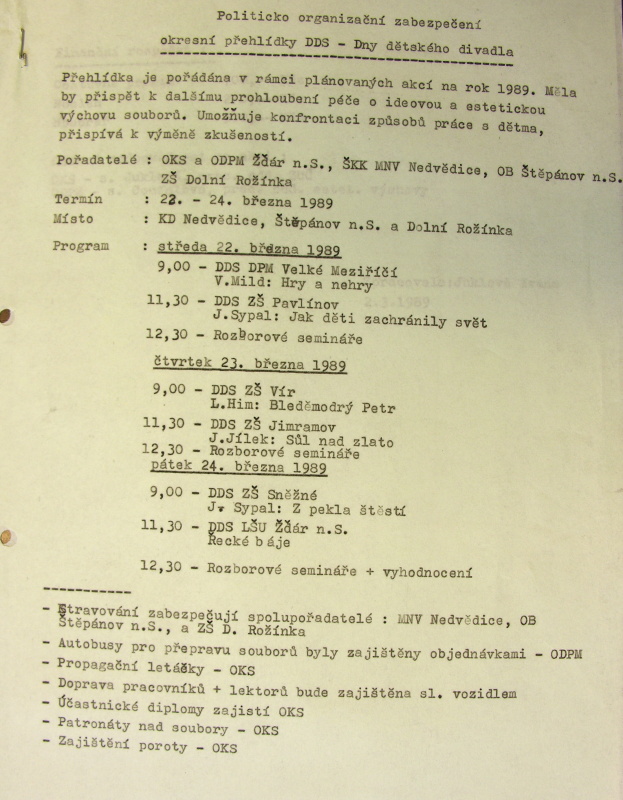 Politicko organizační zabezpečení
okresní přehlídky DDS - Dny dětského divadla
Přehlídka je pořádána v rámci plánovaných akcí na rok 1989. Měla
by přispět k dalšímu prohloubení péče o ideovou a estetickou
výchovu souborů. Umožňuje konfrontaci způsobů práce s dětma,
přispívá k výměně zkušeností.
Pořadatelé : OKS a ODPM Žďár n.S., ŠKK MNV Nedvědice, OB Štěpánov n.S.
ZŠ Dolní Rožínka
Termín : 22. - 24. března 1989
Místo : KD Nedvědice, Štěpánov n.S. a Dolní Rožínka
Program : středa 22. března 1989
9,00 - DDS DPM Velké Meziříčí
V.Mild: Hry a nehry
11,30 - DDS ZŠ Pavlínov
J.Sypal: Jak děti zachránily svět
12,30 - Rozborové semináře
čtvrtek 23. března 1989
9,00 - DDS ZŠ Vír
L.Him: Bleděmodrý Petr
11,30 - DDS ZŠ Jimramov
J.Jílek: Sůl nad zlato
12,30 - Rozborové semináře
pátek 24. března 1989
9,00 - DDS ZŠ Sněžné
J. Sypal: Z pekla štěstí
11,30 - DDS LŠU Žďár n.S.
Řecké báje
12,30 - Rozborové semináře + vyhodnocení
-----------
- Stravování zabezpečují spolupořadatelé : MNV Nedvědice, OB
Štěpánov n.S., a ZŠ D. Rožínka
- Autobusy pro přepravu souborů byly zajištěny objednávkami - ODPM
- Propagační letáčky - OKS
- Doprava pracovníků + lektorů bude zajištěna sl. vozidlem
- Účastnické diplomy zajistí OKS
- Patronáty nad soubory - OKS
- Zajištění poroty - OKS